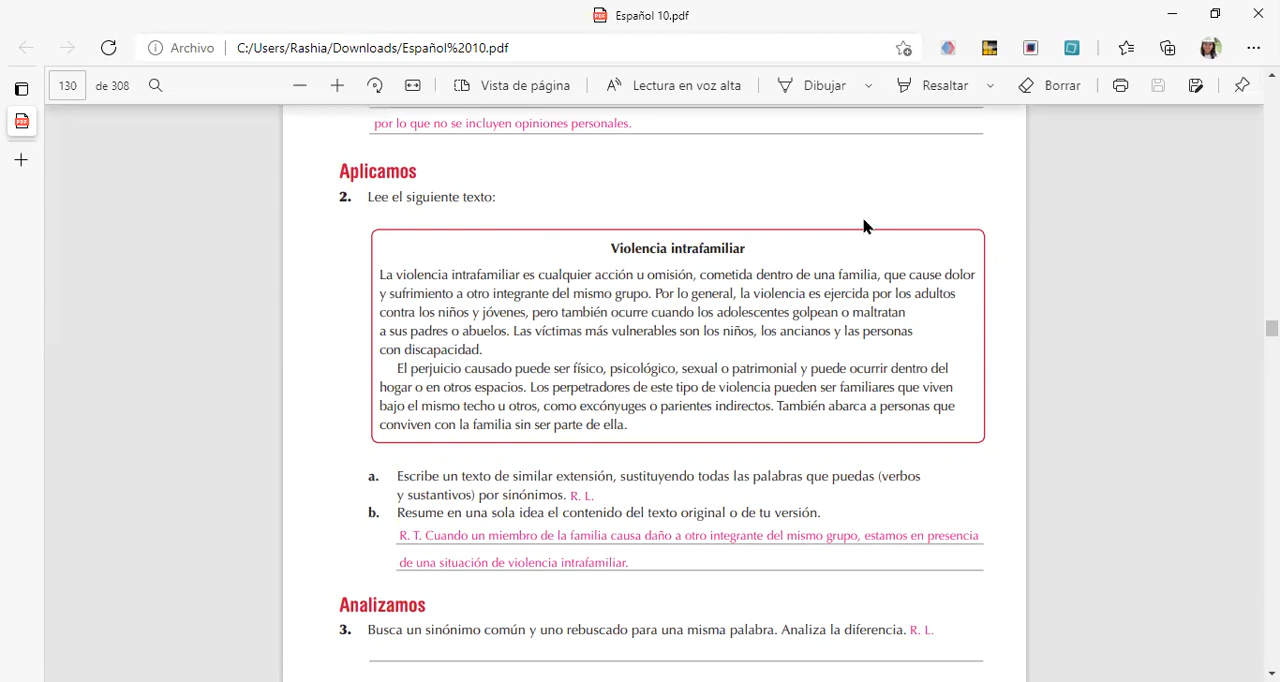 Español 10.pdf
Archivo
C:/Users/Rashia/Downloads/Español%2010.pdf
130 de 308
Vista de página
Lectura en voz alta
Dibujar
Resaltar
Borrar
por lo que no se incluyen opiniones personales.
Aplicamos
2. Lee el siguiente texto:
Violencia intrafamiliar
La violencia intrafamiliar es cualquier acción u omisión, cometida dentro de una familia, que cause dolor
y sufrimiento a otro integrante del mismo grupo. Por lo general, la violencia es ejercida por los adultos
contra los niños y jóvenes, pero también ocurre cuando los adolescentes golpean o maltratan
a sus padres o abuelos. Las víctimas más vulnerables son los niños, los ancianos y las personas
con discapacidad.
El perjuicio causado puede ser físico, psicológico, sexual o patrimonial y puede ocurrir dentro del
hogar o en otros espacios. Los perpetradores de este tipo de violencia pueden ser familiares que viven
bajo el mismo techo u otros, como excónyuges o parientes indirectos. También abarca a personas que
conviven con la familia sin ser parte de ella.
a. Escribe un texto de similar extensión, sustituyendo todas las palabras que puedas (verbos
y sustantivos) por sinónimos. R. L.
b. Resume en una sola idea el contenido del texto original o de tu versión.
R. T. Cuando un miembro de la familia causa daño a otro integrante del mismo grupo, estamos en presencia
de una situación de violencia intrafamiliar.
Analizamos
3. Busca un sinónimo común y uno rebuscado para una misma palabra. Analiza la diferencia. R. L.